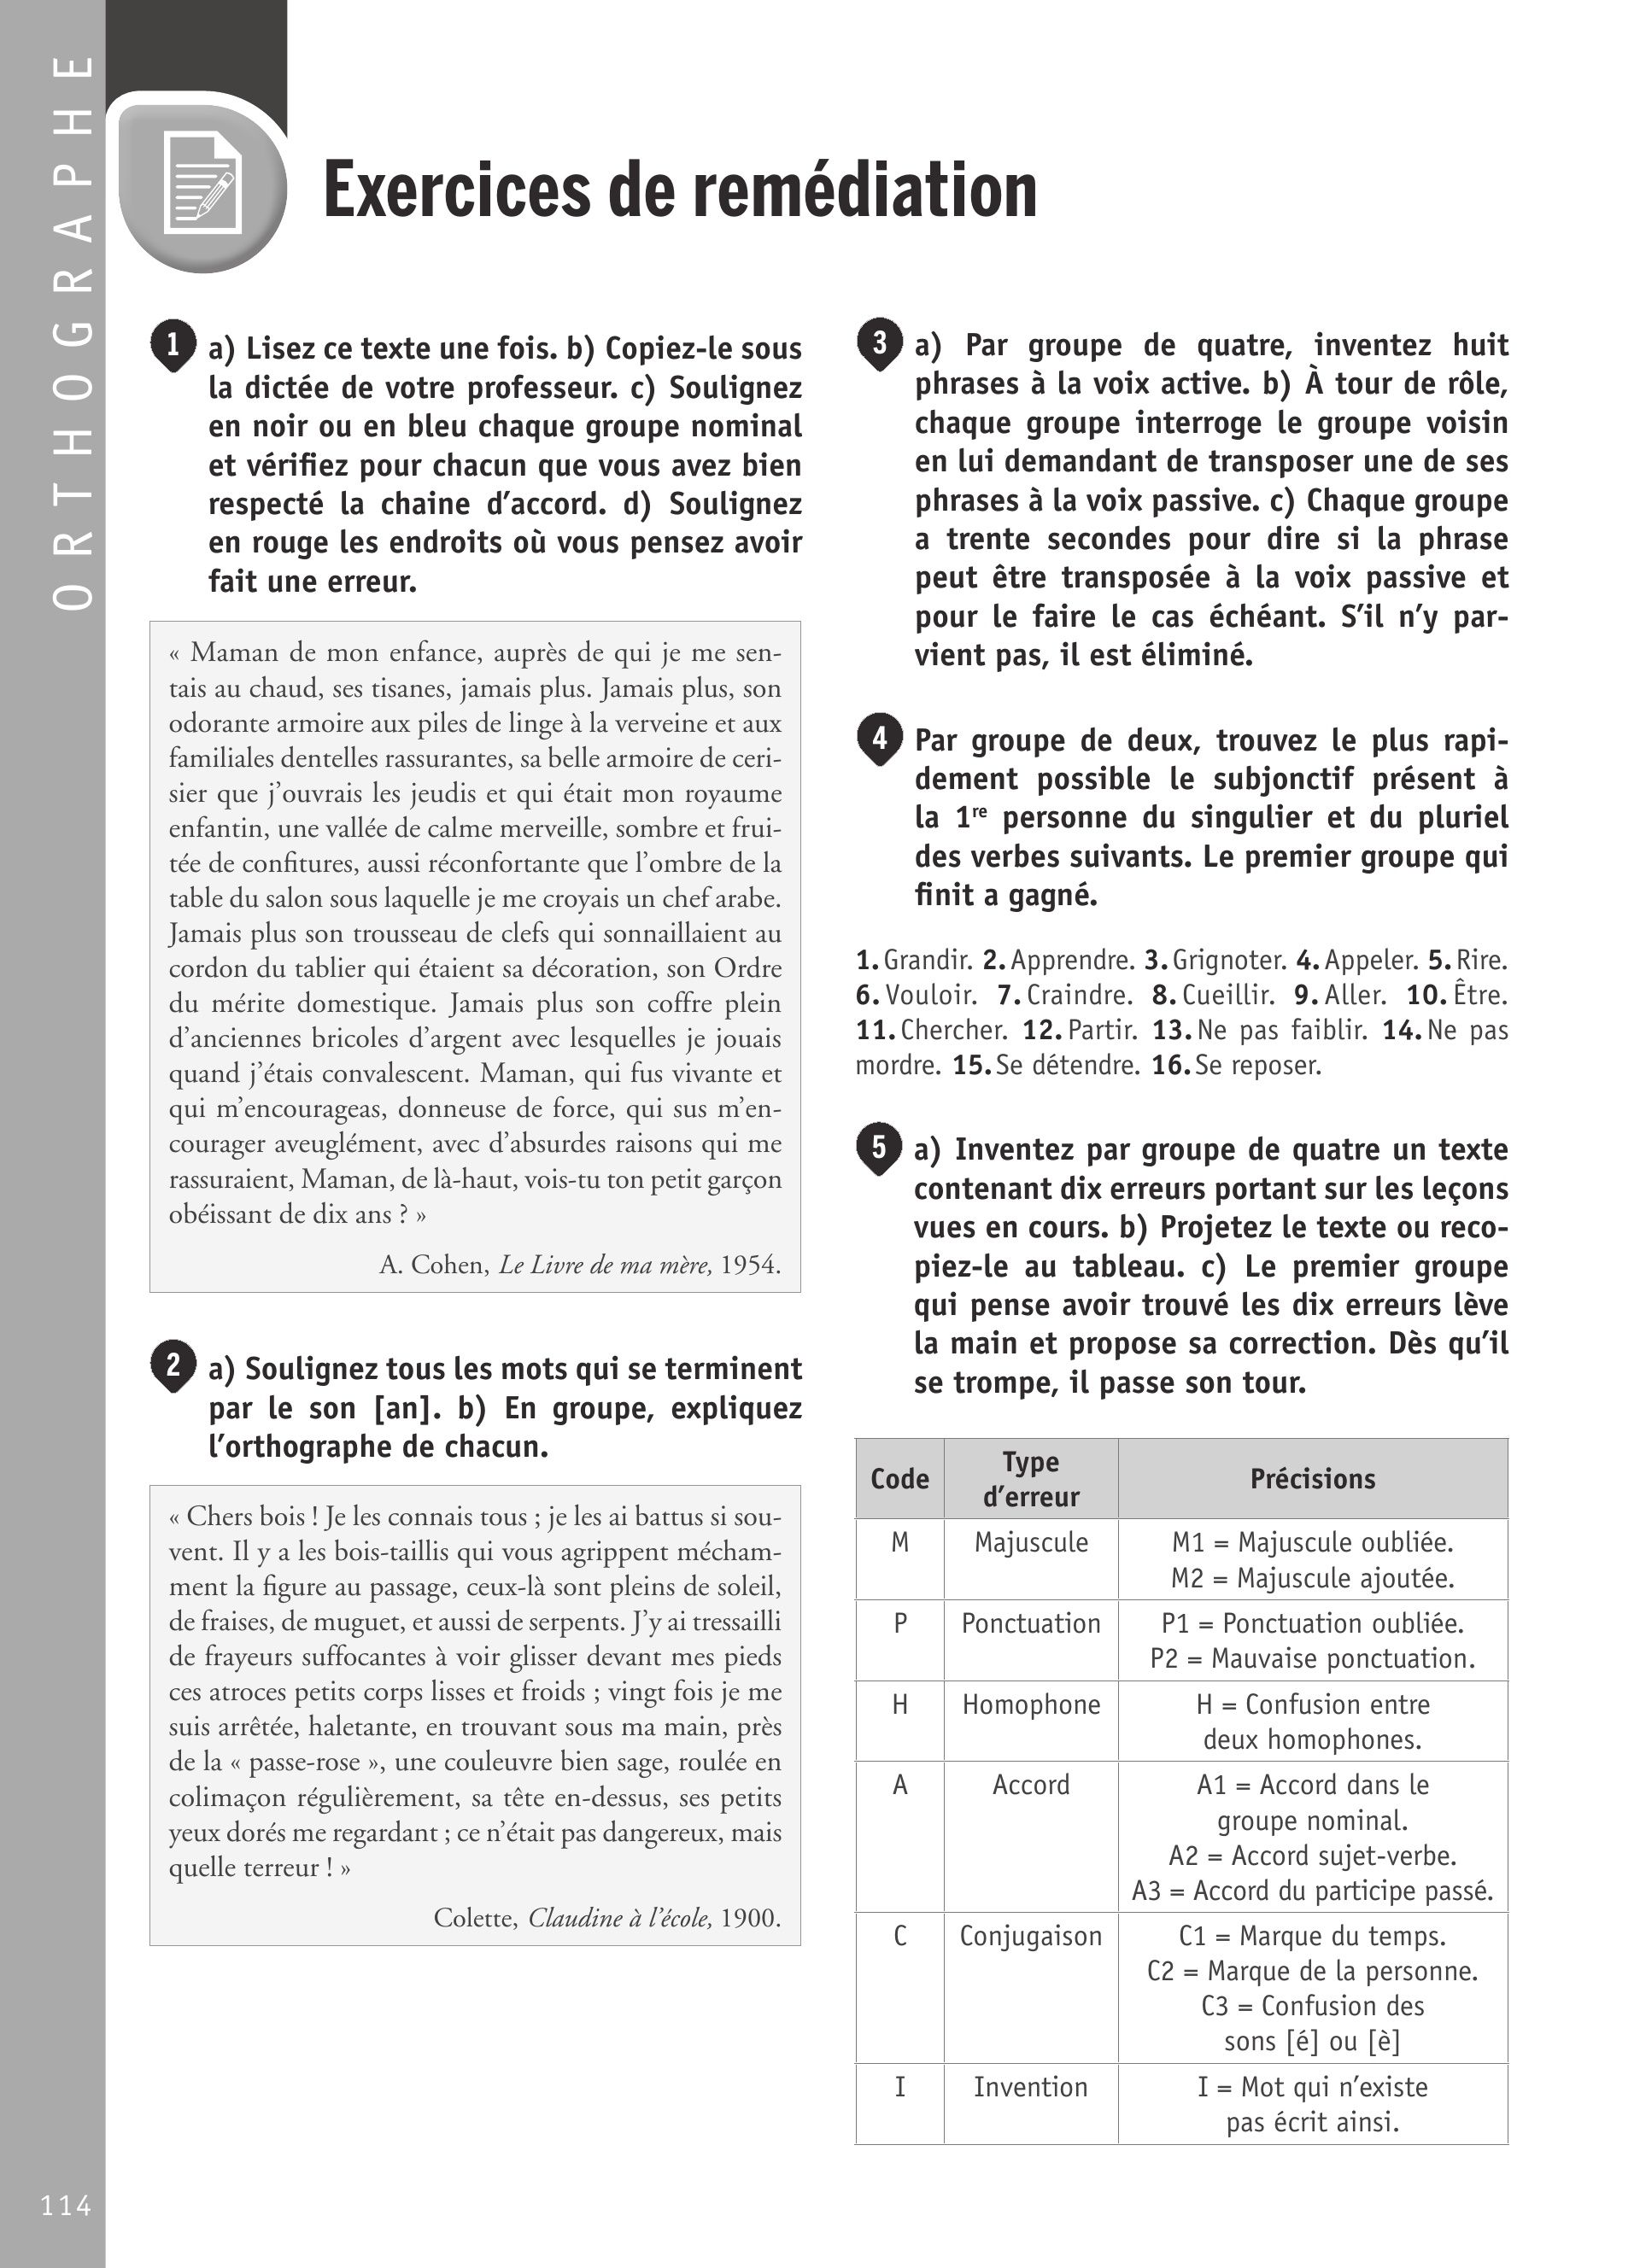 ORTHOGRAPHE
Exercices de remédiation
1 a) Lisez ce texte une fois. b) Copiez-le sous
la dictée de votre professeur. c) Soulignez
en noir ou en bleu chaque groupe nominal
et vérifiez pour chacun que vous avez bien
respecté la chaine d’accord. d) Soulignez
en rouge les endroits où vous pensez avoir
fait une erreur.
« Maman de mon enfance, auprès de qui je me sen-
tais au chaud, ses tisanes, jamais plus. Jamais plus, son
odorante armoire aux piles de linge à la verveine et aux
familiales dentelles rassurantes, sa belle armoire de ceri-
sier que j’ouvrais les jeudis et qui était mon royaume
enfantin, une vallée de calme merveille, sombre et frui-
tée de confitures, aussi réconfortante que l’ombre de la
table du salon sous laquelle je me croyais un chef arabe.
Jamais plus son trousseau de clefs qui sonnaillaient au
cordon du tablier qui étaient sa décoration, son Ordre
du mérite domestique. Jamais plus son coffre plein
d’anciennes bricoles d’argent avec lesquelles je jouais
quand j’étais convalescent. Maman, qui fus vivante et
qui m’encourageas, donneuse de force, qui sus m’en-
courager aveuglément, avec d’absurdes raisons qui me
rassuraient, Maman, de là-haut, vois-tu ton petit garçon
obéissant de dix ans ? »
A. Cohen, Le Livre de ma mère, 1954.
2 a) Soulignez tous les mots qui se terminent
par le son [an]. b) En groupe, expliquez
l’orthographe de chacun.
« Chers bois ! Je les connais tous ; je les ai battus si sou-
vent. Il y a les bois-taillis qui vous agrippent mécham-
ment la figure au passage, ceux-là sont pleins de soleil,
de fraises, de muguet, et aussi de serpents. J’y ai tressailli
de frayeurs suffocantes à voir glisser devant mes pieds
ces atroces petits corps lisses et froids ; vingt fois je me
suis arrêtée, haletante, en trouvant sous ma main, près
de la « passe-rose », une couleuvre bien sage, roulée en
colimaçon régulièrement, sa tête en-dessus, ses petits
yeux dorés me regardant ; ce n’était pas dangereux, mais
quelle terreur ! »
Colette, Claudine à l’école, 1900.
3 a) Par groupe de quatre, inventez huit
phrases à la voix active. b) À tour de rôle,
chaque groupe interroge le groupe voisin
en lui demandant de transposer une de ses
phrases à la voix passive. c) Chaque groupe
a trente secondes pour dire si la phrase
peut être transposée à la voix passive et
pour le faire le cas échéant. S’il n’y par-
vient pas, il est éliminé.
4 Par groupe de deux, trouvez le plus rapi-
dement possible le subjonctif présent à
la 1re personne du singulier et du pluriel
des verbes suivants. Le premier groupe qui
finit a gagné.
1. Grandir. 2. Apprendre. 3. Grignoter. 4. Appeler. 5. Rire.
6. Vouloir. 7. Craindre. 8. Cueillir. 9. Aller. 10. Être.
11. Chercher. 12. Partir. 13. Ne pas faiblir. 14. Ne pas
mordre. 15. Se détendre. 16. Se reposer.
5 a) Inventez par groupe de quatre un texte
contenant dix erreurs portant sur les leçons
vues en cours. b) Projetez le texte ou reco-
piez-le au tableau. c) Le premier groupe
qui pense avoir trouvé les dix erreurs lève
la main et propose sa correction. Dès qu’il
se trompe, il passe son tour.
Code Type d’erreur Précisions
M Majuscule M1 = Majuscule oubliée.
M2 = Majuscule ajoutée.
P Ponctuation P1 = Ponctuation oubliée.
P2 = Mauvaise ponctuation.
H Homophone H = Confusion entre
deux homophones.
A Accord A1 = Accord dans le
groupe nominal.
A2 = Accord sujet-verbe.
A3 = Accord du participe passé.
C Conjugaison C1 = Marque du temps.
C2 = Marque de la personne.
C3 = Confusion des
sons [é] ou [è]
I Invention I = Mot qui n’existe
pas écrit ainsi.
114